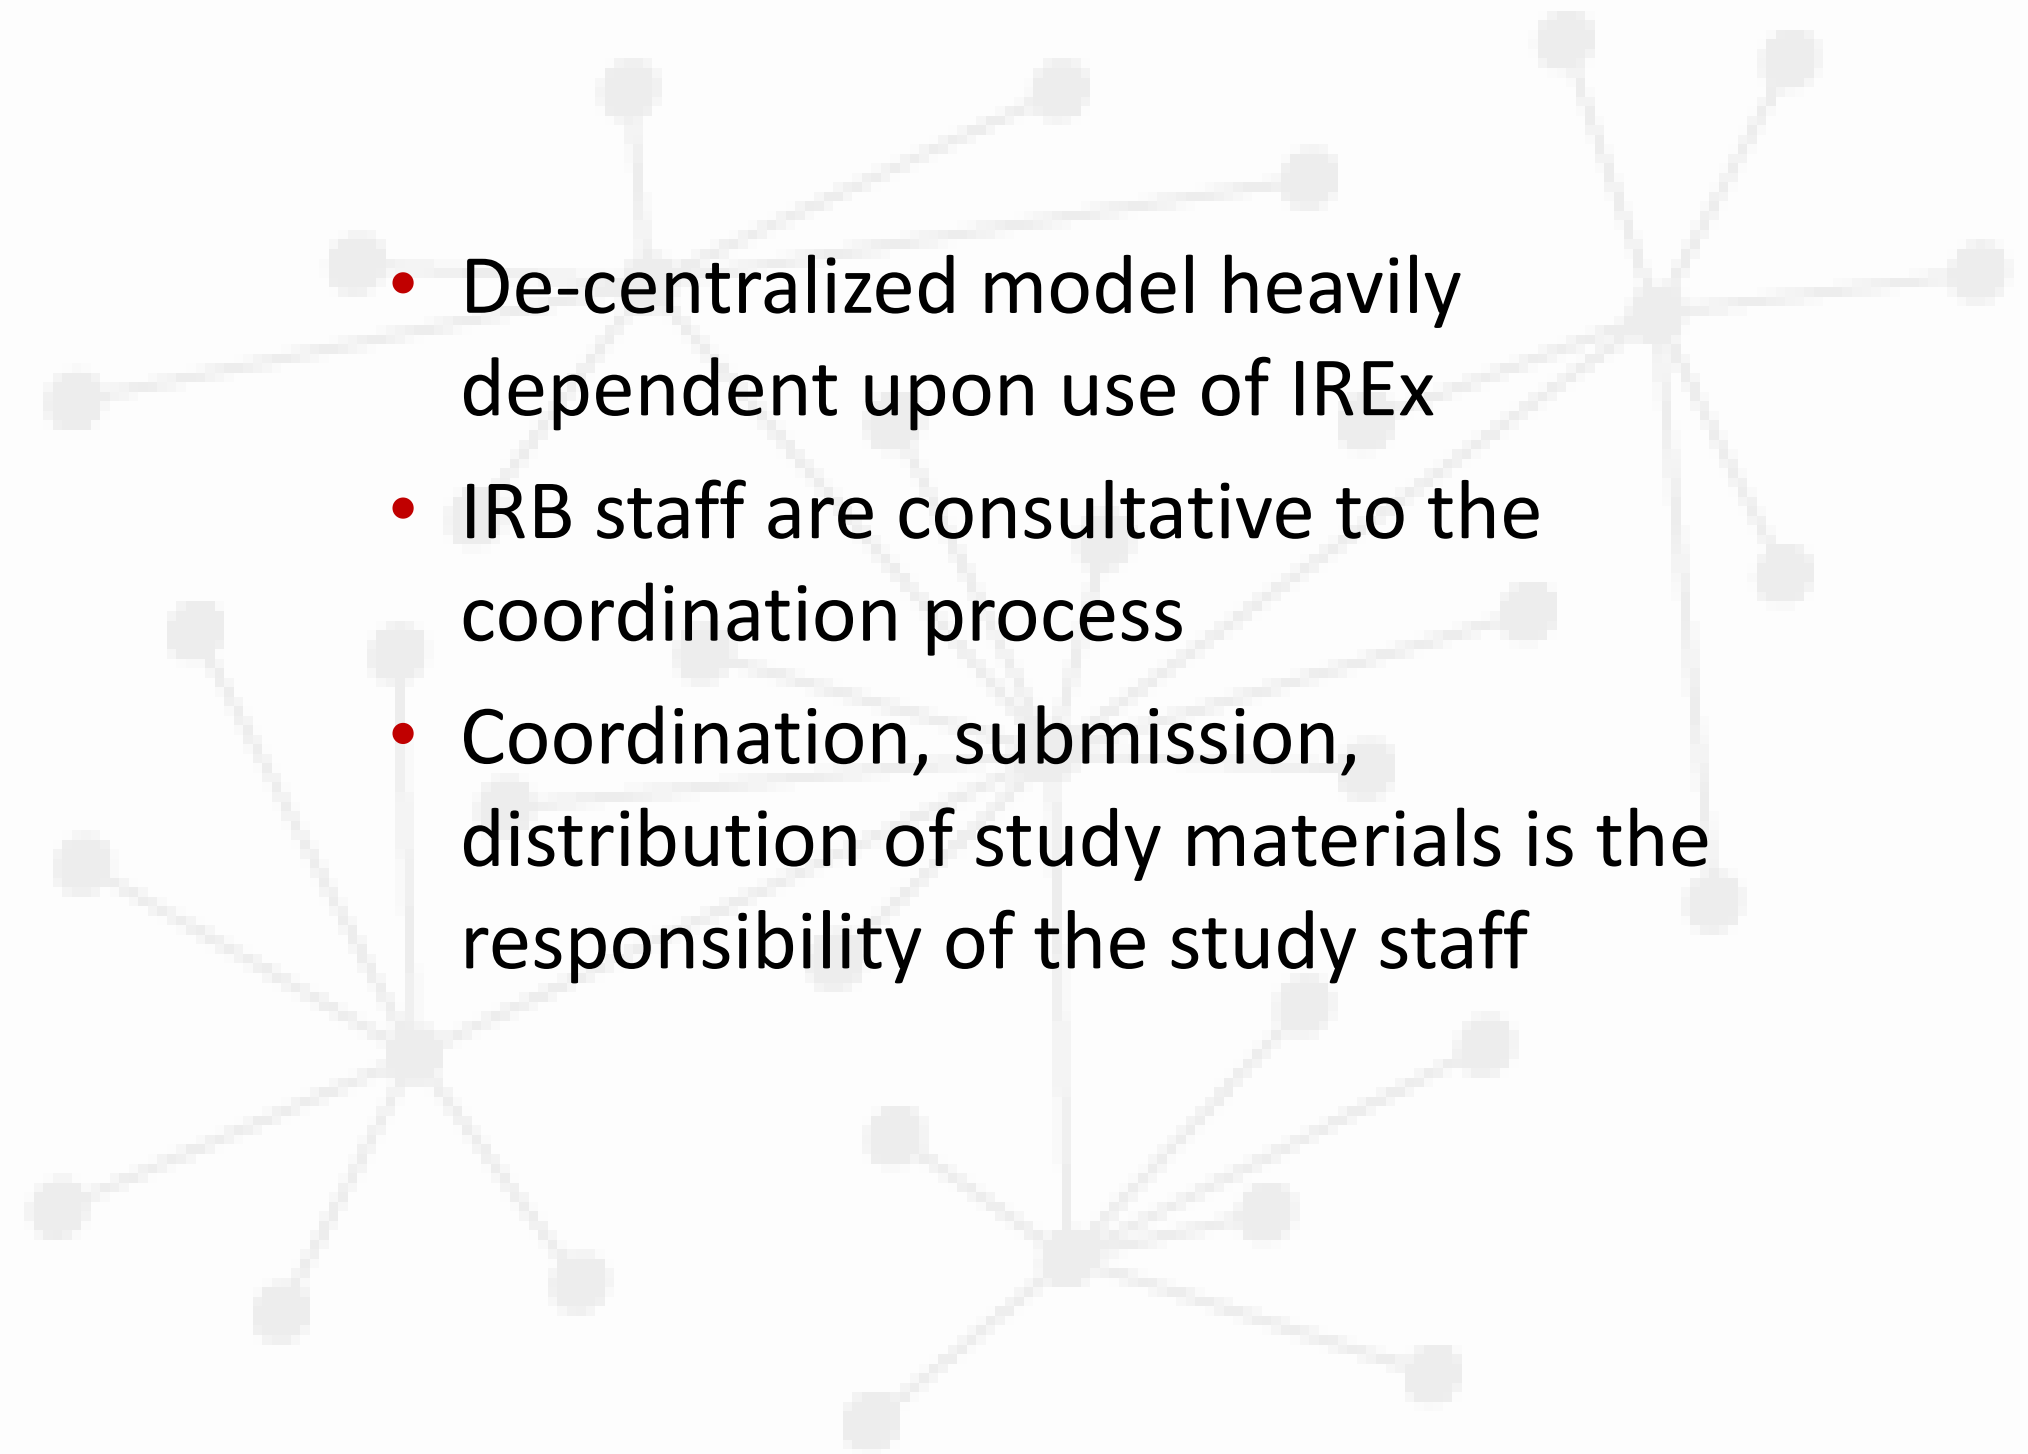 • De-centralized model heavily
dependent upon use of IREx
• IRB staff are consultative to the
coordination process
• Coordination, submission,
distribution of study materials is the
responsibility of the study staff